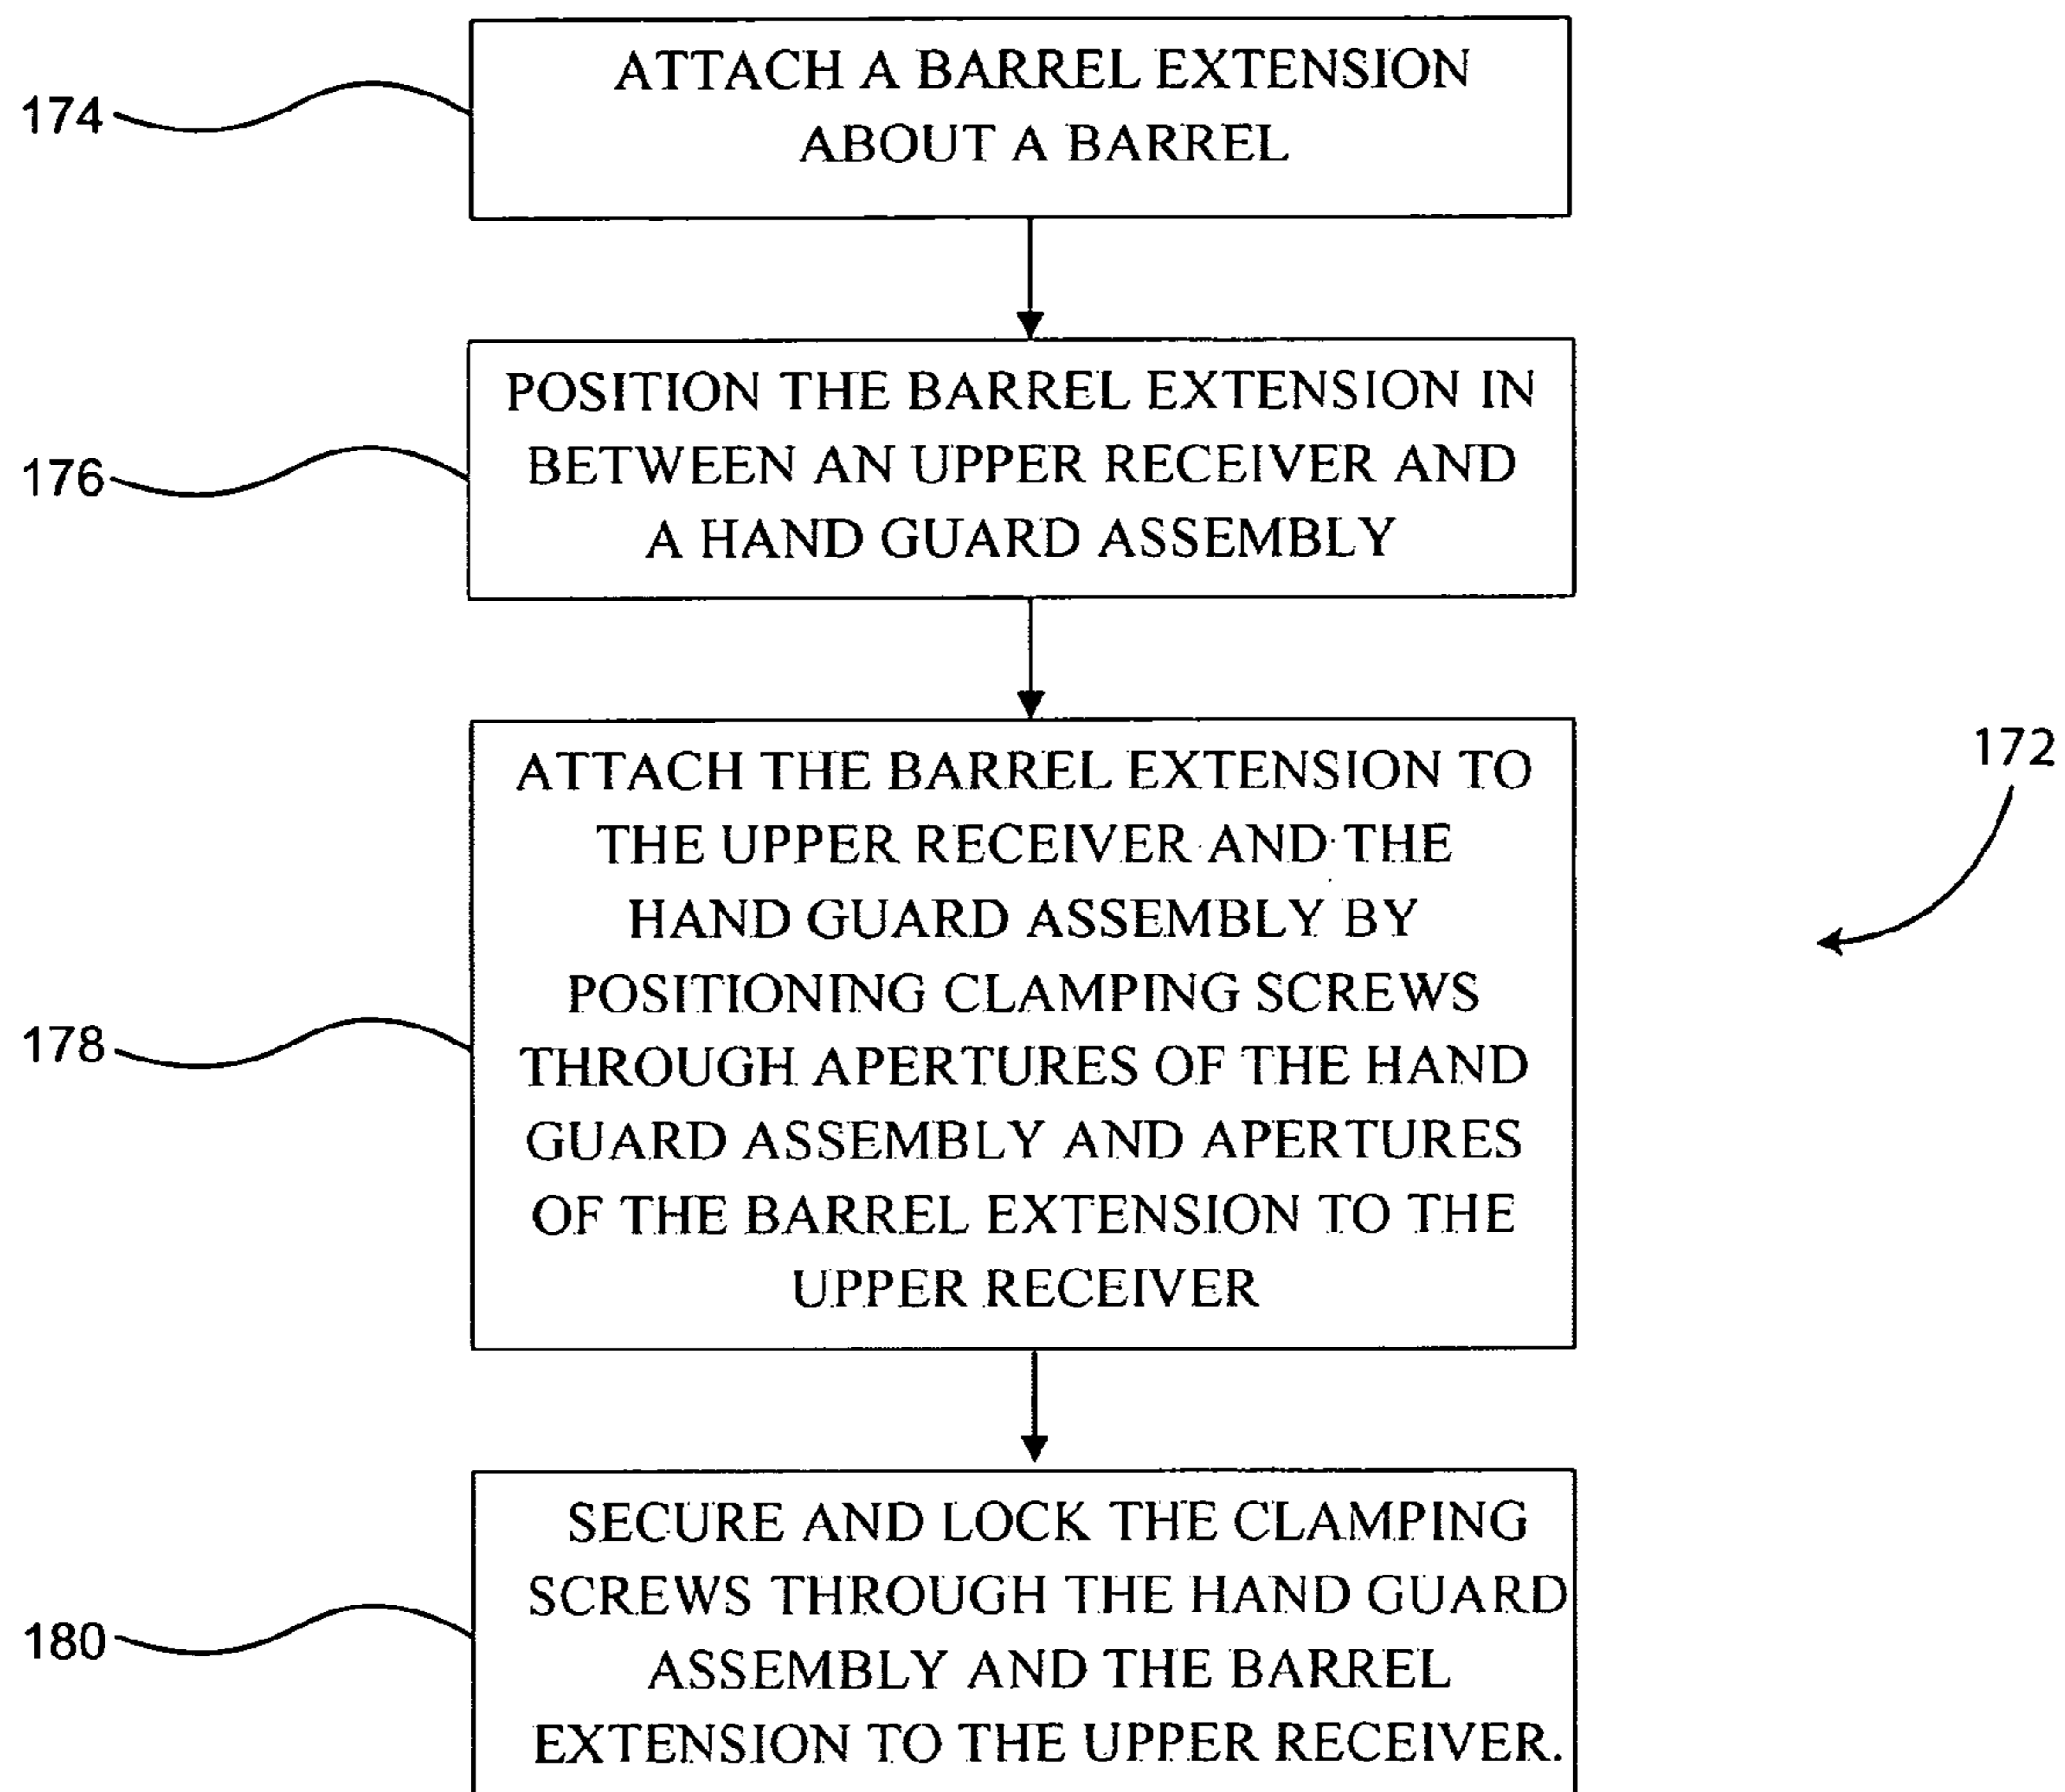 174
ATTACH A BARREL EXTENSION
ABOUT A BARREL
176
POSITION THE BARREL EXTENSION IN
BETWEEN AN UPPER RECEIVER AND
A HAND GUARD ASSEMBLY
172
178
ATTACH THE BARREL EXTENSION TO
THE UPPER RECEIVER AND THE
HAND GUARD ASSEMBLY BY
POSITIONING CLAMPING SCREWS
THROUGH APERTURES OF THE HAND
GUARD ASSEMBLY AND APERTURES
OF THE BARREL EXTENSION TO THE
UPPER RECEIVER
180
SECURE AND LOCK THE CLAMPING
SCREWS THROUGH THE HAND GUARD
ASSEMBLY AND THE BARREL
EXTENSION TO THE UPPER RECEIVER.